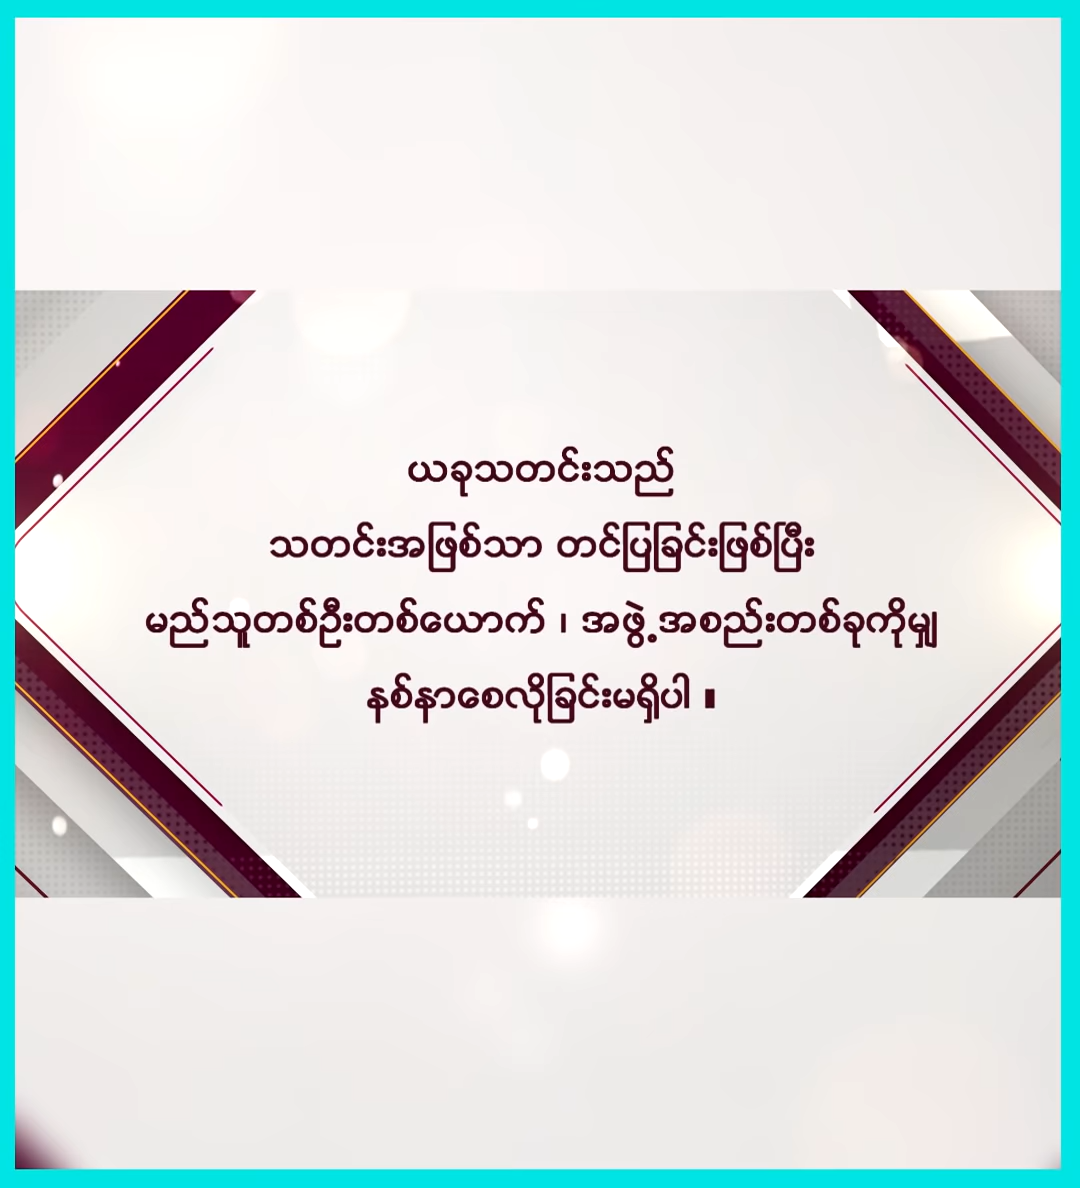 ယခုသတင်းသည်
သတင်းအဖြစ်သာ တင်ပြခြင်းဖြစ်ပြီး
မည်သူတစ်ဦးတစ်ယောက် ၊ အဖွဲ့အစည်းတစ်ခုကိုမျှ
နစ်နာစေလိုခြင်းမရှိပါ ။